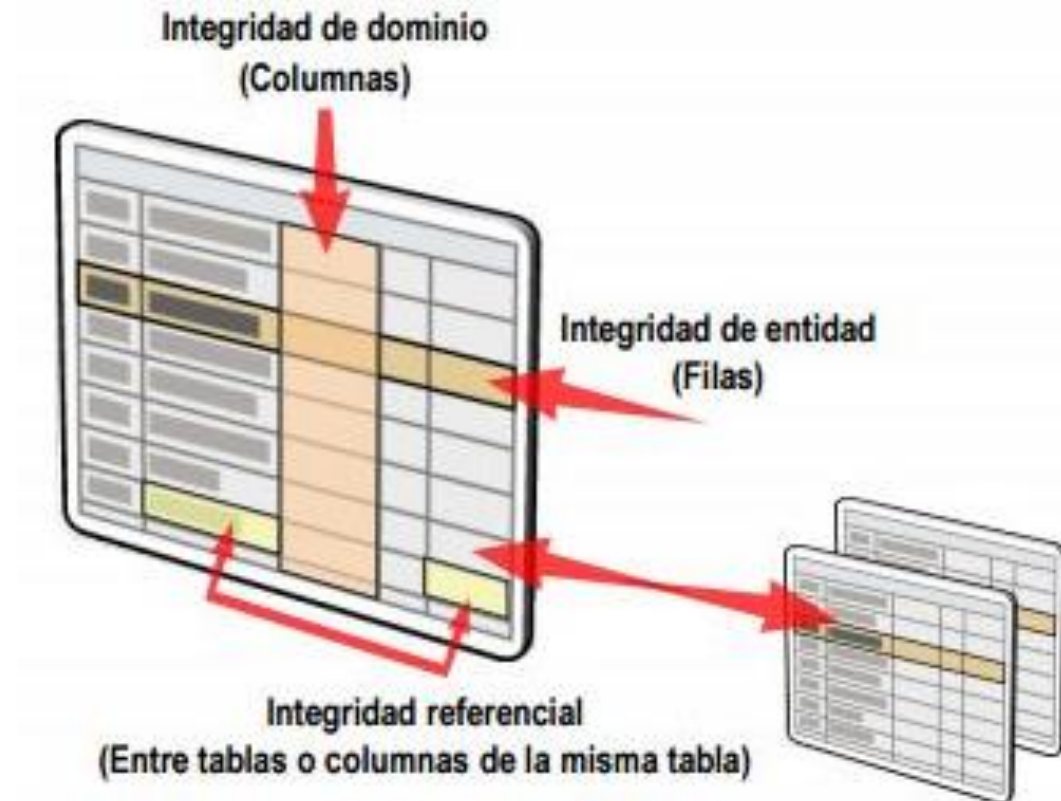 Integridad de dominio
(Columnas)
Integridad de entidad
(Filas)
Integridad referencial
(Entre tablas o columnas de la misma tabla)